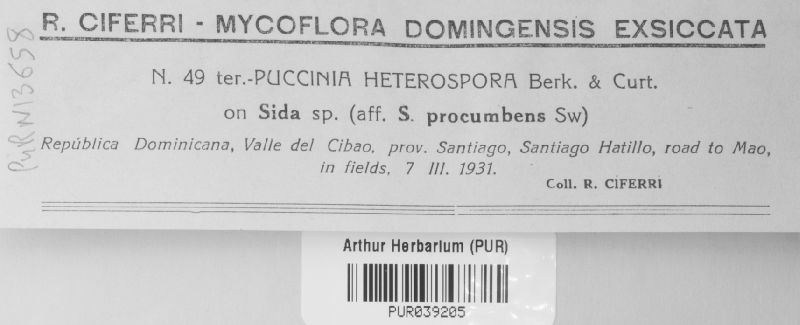 R. CIFERRI - MYCOFLORA DOMINGENSIS EXSICCATA
N. 49 ter.-PUCCINIA HETEROSPORA Berk. & Curt.
on Sida sp. (aff. S. procumbens Sw)
República Dominicana, Valle del Cibao, prov. Santiago, Santiago Hatillo, road to Mao,
in fields, 7 III. 1931.
Coll. R. CIFERRI
PUR N13658
Arthur Herbarium (PUR)
PUR039205